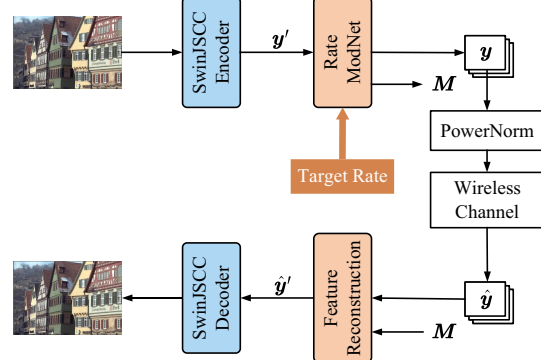 SwinJSCC
Encoder
y′
Rate
ModNet
y
M
PowerNorm
Target Rate
Wireless
Channel
SwinJSCC
Decoder
ŷ′
Feature
Reconstruction
ŷ
M